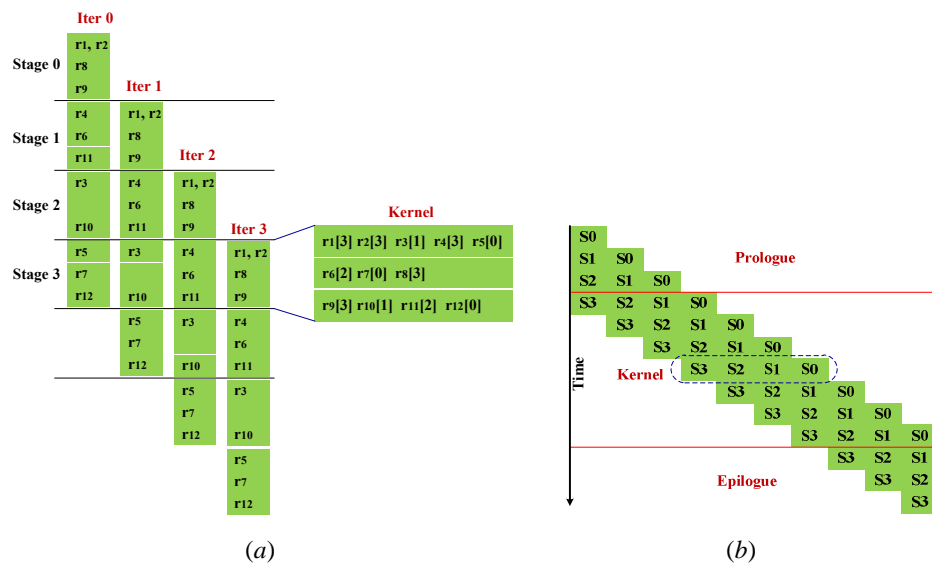 Iter 0
r1, r2
Stage 0
r8
r9
Iter 1
r4
r1, r2
Stage 1
r6
r8
r11
r9
Iter 2
r3
r4
r1, r2
Stage 2
r6
r8
r10
r11
r9
Iter 3
r5
r3
r4
r1, r2
Stage 3
r7
r6
r8
r12
r10
r11
r9
r5
r3
r4
r7
r6
r12
r10
r11
r5
r3
r7
r12
r10
r5
r7
r12
Kernel
r1[3] r2[3] r3[1] r4[3] r5[0]
r6[2] r7[0] r8[3]
r9[3] r10[1] r11[2] r12[0]
(a)
S0
S1 S0
Prologue
S2 S1 S0
S3 S2 S1 S0
S3 S2 S1 S0
S3 S2 S1 S0
Time
Kernel
S3 S2 S1 S0
S3 S2 S1 S0
S3 S2 S1 S0
S3 S2 S1 S0
S3 S2 S1
Epilogue
S3 S2
S3
(b)